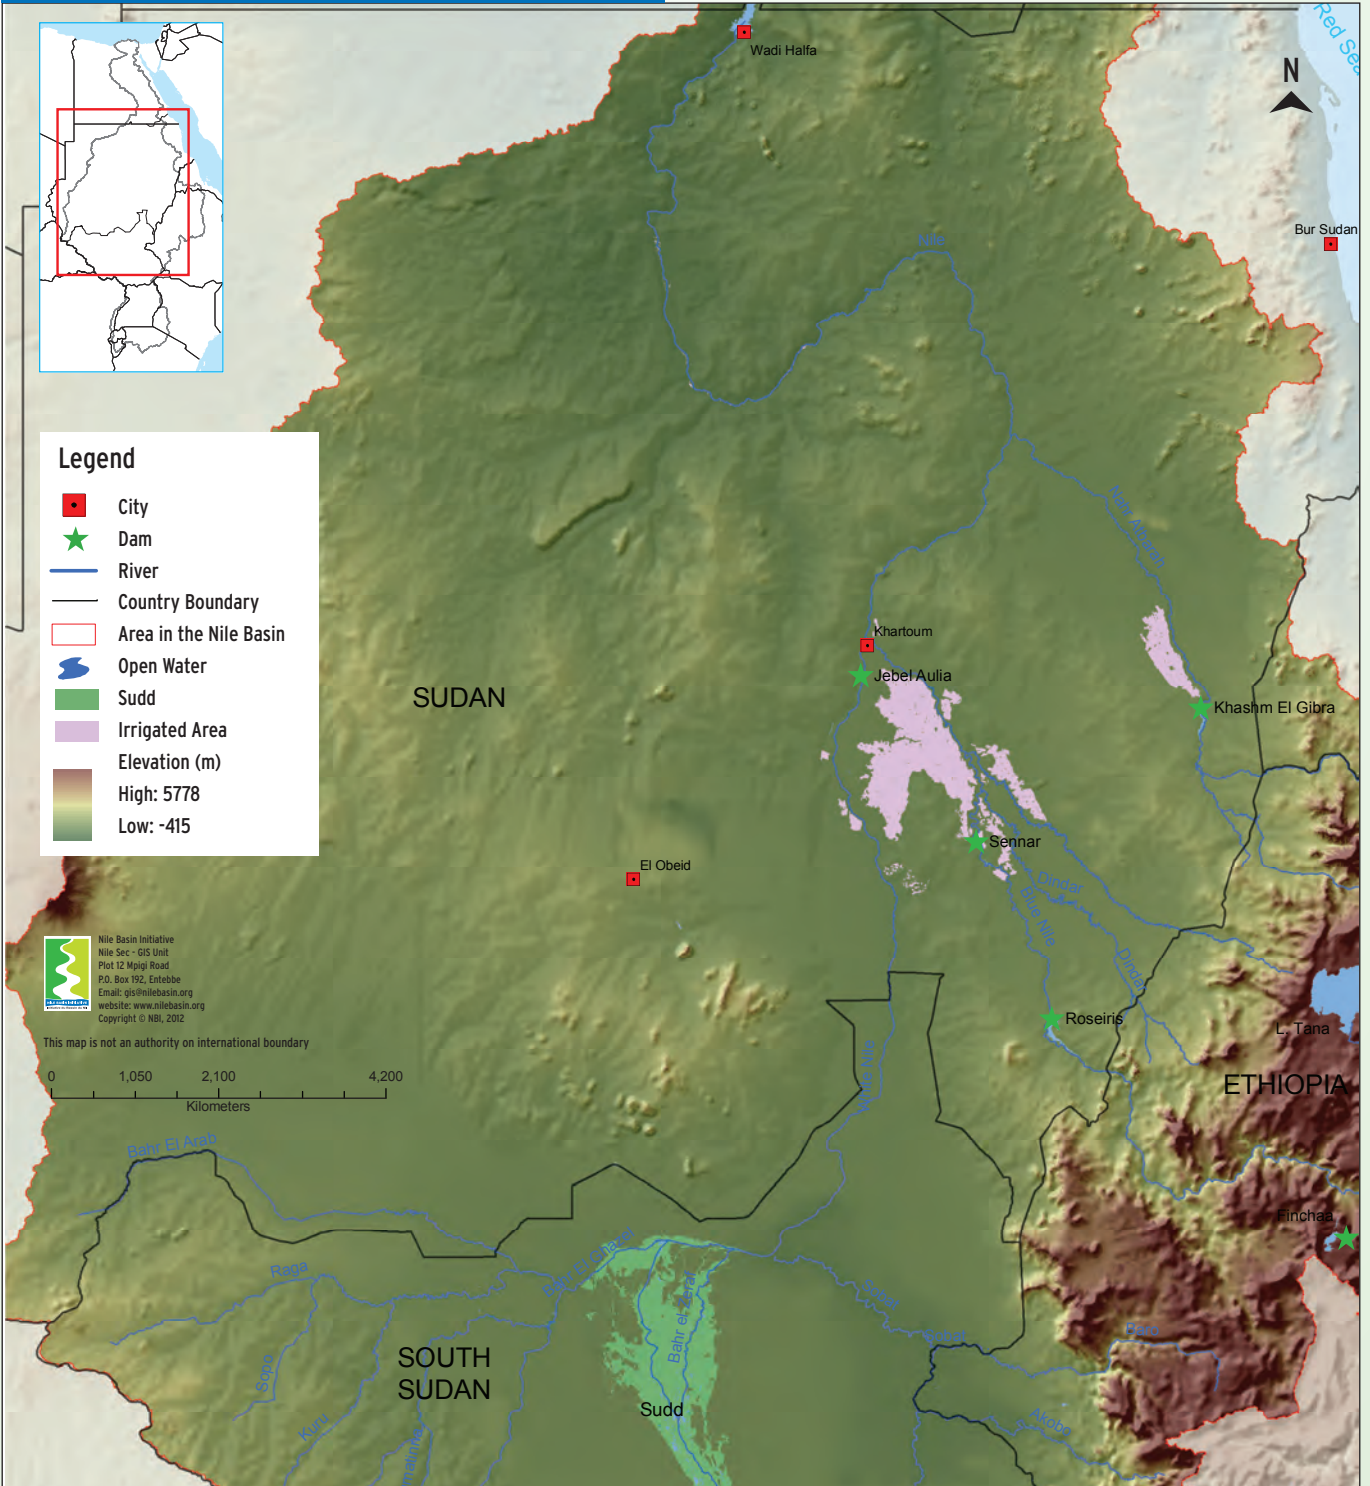 Wadi Halfa
Red Sea
N
Bur Sudan
Nile
Nahr Atbarah
Legend
City
Dam
River
Country Boundary
Area in the Nile Basin
Open Water
Sudd
Irrigated Area
Elevation (m)
High: 5778
Low: -415
Khartoum
Jebel Aulia
SUDAN
Khashm El Gibra
Sennar
El Obeid
Dindar
Blue Nile
Dindar
Nile Basin Initiative
Nile Sec - GIS Unit
Plot 12 Mpigi Road
P.O. Box 192, Entebbe
Email: gis@nilebasin.org
website: www.nilebasin.org
Copyright © NBI, 2012
This map is not an authority on international boundary
0 1,050 2,100 4,200
Kilometers
Roseiris
L. Tana
White Nile
ETHIOPIA
Bahr El Arab
Finchaa
Bahr El Ghazel
Raga
Bahr el Zeraf
Sobat
Sobat
Baro
SOUTH
SUDAN
Sopo
Kuru
Sudd
Akobo